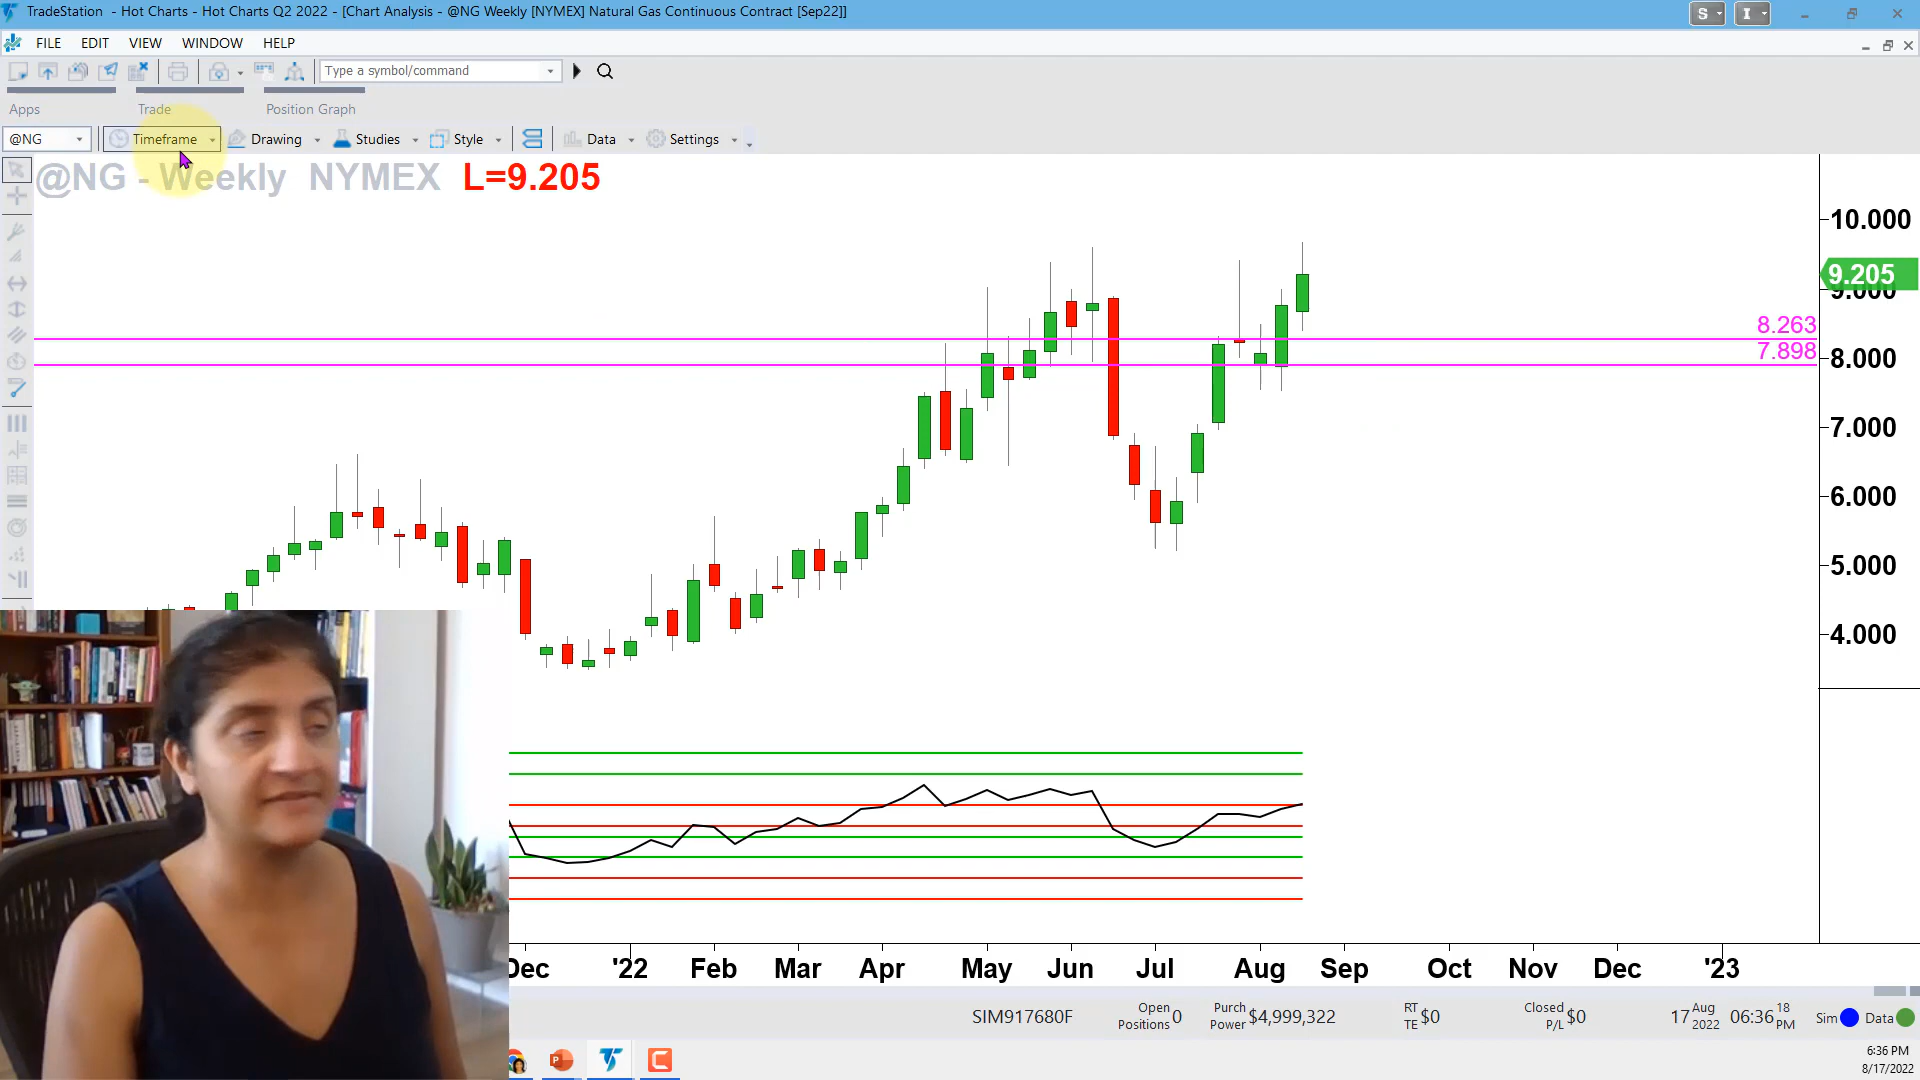 TradeStation - Hot Charts - Hot Charts Q2 2022 - [Chart Analysis - @NG Weekly [NYMEX] Natural Gas Continuous Contract [Sep22]]
S
I
FILE EDIT VIEW WINDOW HELP
Type a symbol/command
Apps Trade Position Graph
@NG Timeframe Drawing Studies Style Data Settings
@NG - Weekly NYMEX L=9.205
10.000
9.205
9.000
8.263
7.898
8.000
7.000
6.000
5.000
4.000
Dec '22 Feb Mar Apr May Jun Jul Aug Sep Oct Nov Dec '23
SIM917680F
Open Positions 0
Purch Power $4,999,322
RT TE $0
Closed P/L $0
17 Aug 2022
06:36 18 PM
Sim
Data
6:36 PM
8/17/2022